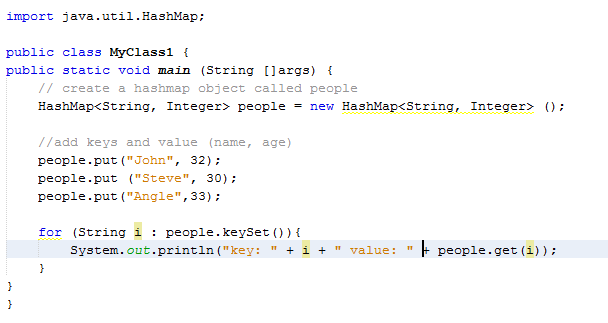 import java.util.HashMap;
public class MyClass1 {
public static void main (String []args) {
// create a hashmap object called people
HashMap<String, Integer> people = new HashMap<String, Integer> ();
//add keys and value (name, age)
people.put("John", 32);
people.put ("Steve", 30);
people.put("Angle",33);
for (String i : people.keySet()){
System.out.println("key: " + i + " value: " + people.get(i));
}
}
}